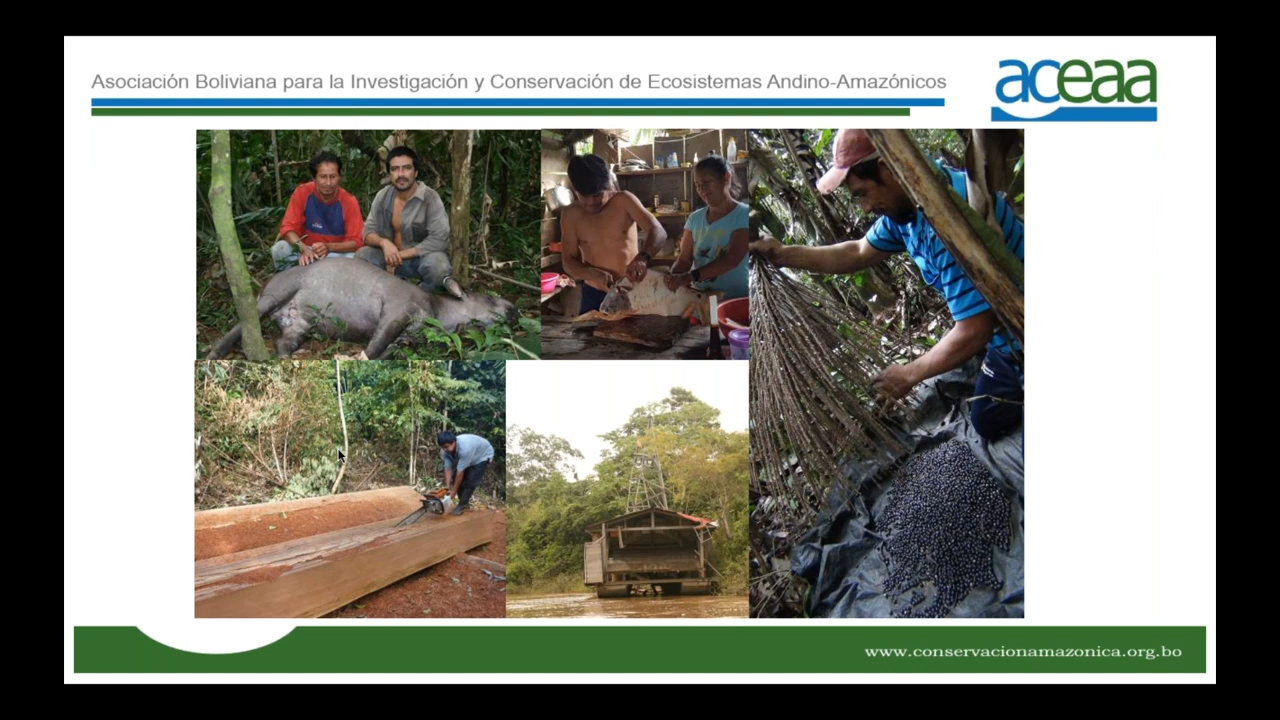 Asociación Boliviana para la Investigación y Conservación de Ecosistemas Andino-Amazónicos
aceaa
www.conservacionamazonica.org.bo